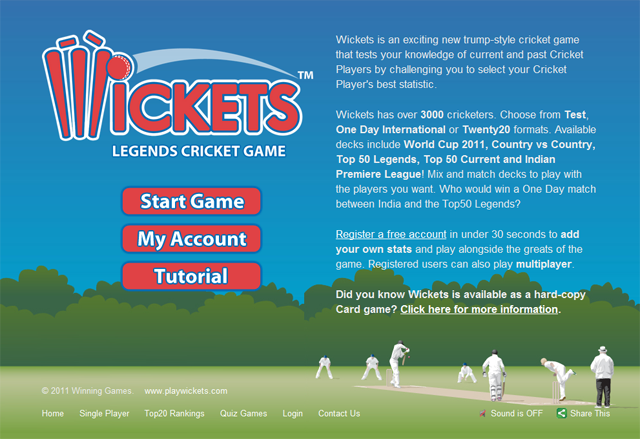 WICKETS™
LEGENDS CRICKET GAME
Start Game
My Account
Tutorial
Wickets is an exciting new trump-style cricket game
that tests your knowledge of current and past Cricket
Players by challenging you to select your Cricket
Player's best statistic.
Wickets has over 3000 cricketers. Choose from Test,
One Day International or Twenty20 formats. Available
decks include World Cup 2011, Country vs Country,
Top 50 Legends, Top 50 Current and Indian
Premiere League! Mix and match decks to play with
the players you want. Who would win a One Day match
between India and the Top50 Legends?
Register a free account in under 30 seconds to add
your own stats and play alongside the greats of the
game. Registered users can also play multiplayer.
Did you know Wickets is available as a hard-copy
Card game? Click here for more information.
© 2011 Winning Games. www.playwickets.com
Home Single Player Top20 Rankings Quiz Games Login Contact Us Sound is OFF Share This